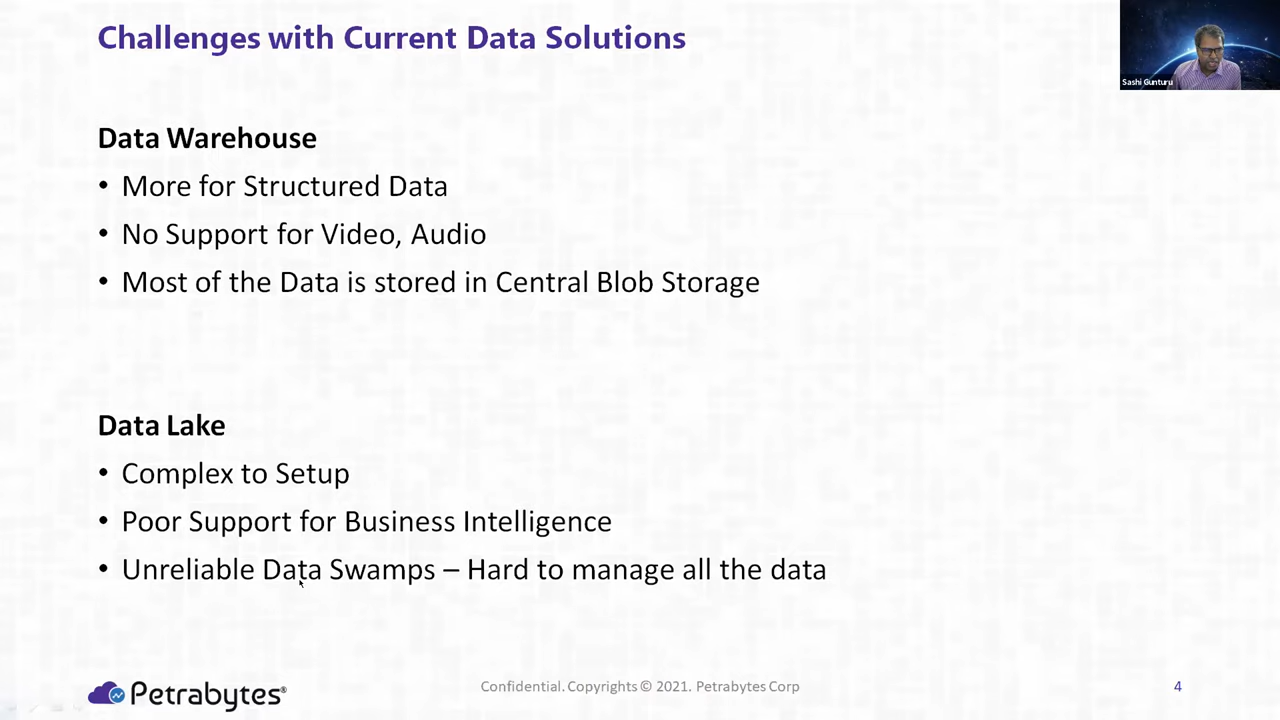 Challenges with Current Data Solutions
Sashi Gunturu
Data Warehouse
• More for Structured Data
• No Support for Video, Audio
• Most of the Data is stored in Central Blob Storage
Data Lake
• Complex to Setup
• Poor Support for Business Intelligence
• Unreliable Data Swamps – Hard to manage all the data
Petrabytes®
Confidential. Copyrights © 2021. Petrabytes Corp
4